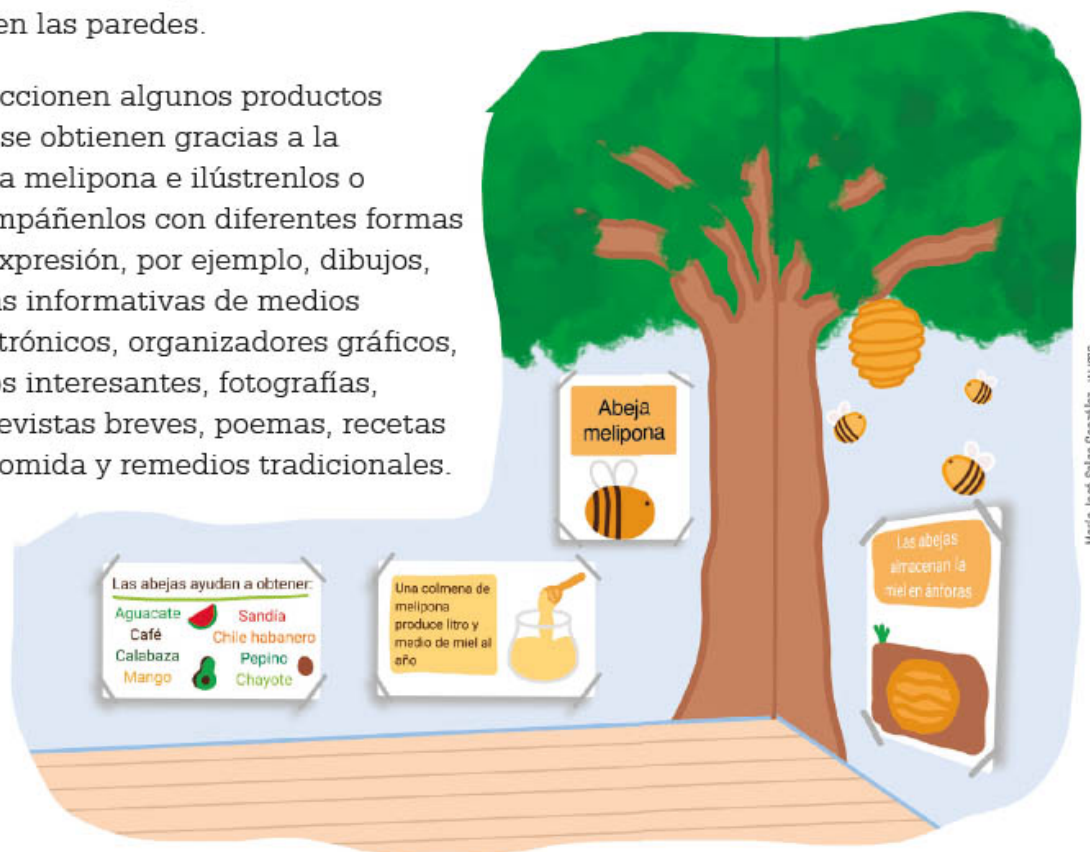 en las paredes.
ccionen algunos productos
se obtienen gracias a la
a melipona e ilústrenlos o
mpáñenlos con diferentes formas
xpresión, por ejemplo, dibujos,
as informativas de medios
trónicos, organizadores gráficos,
os interesantes, fotografías,
evistas breves, poemas, recetas
omida y remedios tradicionales.
Abeja
melipona
Las abejas
almacenan la
miel en ánforas
Las abejas ayudan a obtener:
Aguacate Sandía
Café Chile habanero
Calabaza Pepino
Mango Chayote
Una colmena de
melipona
produce litro y
medio de miel al
año